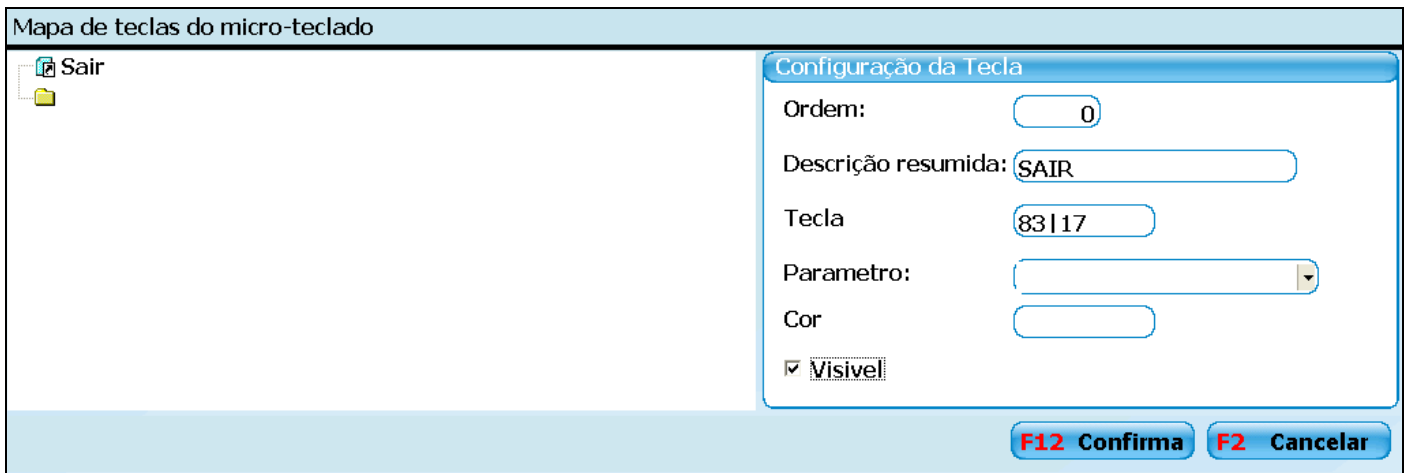 Mapa de teclas do micro-teclado
Sair
Configuração da Tecla
Ordem: 0
Descrição resumida: SAIR
Tecla 83|17
Parametro:
Cor
Visivel
F12 Confirma F2 Cancelar